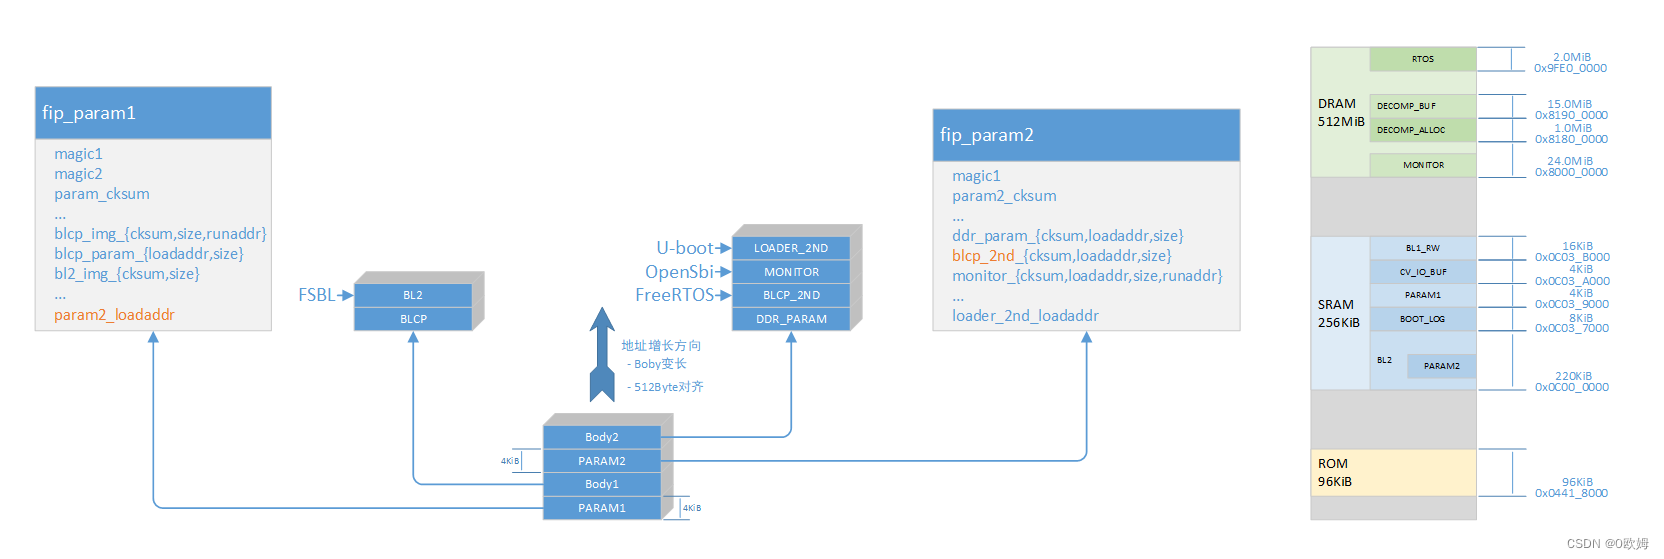 fip_param1
magic1
magic2
param_cksum
...
blcp_img_{cksum,size,runaddr}
blcp_param_{loadaddr,size}
bl2_img_{cksum,size}
...
param2_loadaddr
FSBL
BL2
BLCP
U-boot
OpenSbi
FreeRTOS
LOADER_2ND
MONITOR
BLCP_2ND
DDR_PARAM
地址增长方向
- Boby变长
- 512Byte对齐
Body2
PARAM2
Body1
PARAM1
4KiB
4KiB
fip_param2
magic1
param2_cksum
...
ddr_param_{cksum,loadaddr,size}
blcp_2nd_{cksum,loadaddr,size}
monitor_{cksum,loadaddr,size,runaddr}
...
loader_2nd_loadaddr
DRAM
512MiB
RTOS
DECOMP_BUF
DECOMP_ALLOC
MONITOR
2.0MiB
0x9FE0_0000
15.0MiB
0x8190_0000
1.0MiB
0x8180_0000
24.0MiB
0x8000_0000
SRAM
256KiB
BL1_RW
CV_IO_BUF
PARAM1
BOOT_LOG
BL2
PARAM2
16KiB
0x0C03_B000
4KiB
0x0C03_A000
4KiB
0x0C03_9000
8KiB
0x0C03_7000
220KiB
0x0C00_0000
ROM
96KiB
96KiB
0x0441_8000
CSDN @0欧姆